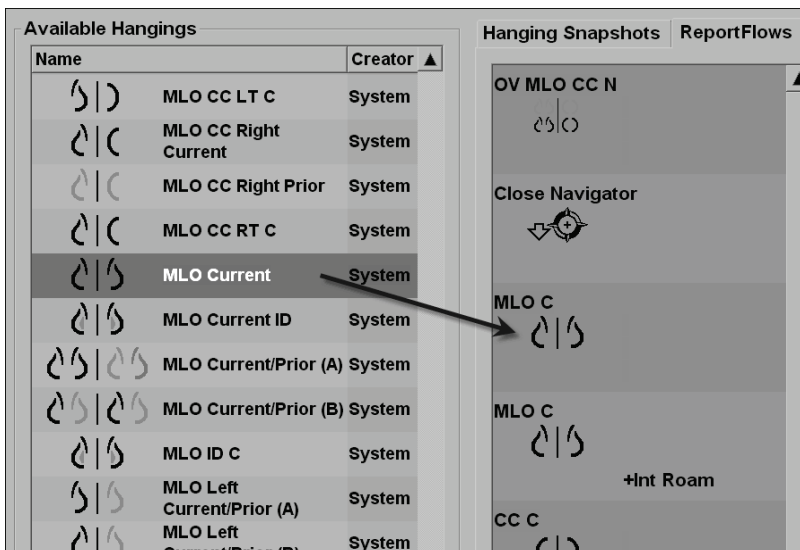 Available Hangings
Name Creator
MLO CC LT C System
MLO CC Right
Current System
MLO CC Right Prior System
MLO CC RT C System
MLO Current System
MLO Current ID System
MLO Current/Prior (A) System
MLO Current/Prior (B) System
MLO ID C System
MLO Left
Current/Prior (A) System
MLO Left
Current/Prior (B) System
Hanging Snapshots ReportFlows
OV MLO CC N
Close Navigator
MLO C
MLO C
+Int Roam
CC C